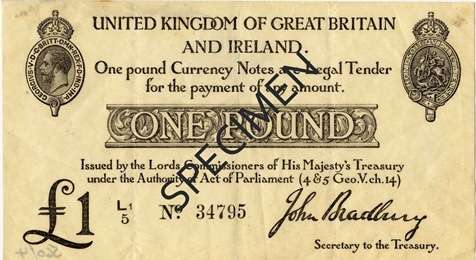 UNITED KINGDOM OF GREAT BRITAIN
AND IRELAND.
One pound Currency Notes are Legal Tender
for the payment of any amount.
ONE POUND
SPECIMEN
Issued by the Lords Commissioners of His Majesty's Treasury
under the Authority of Act of Parliament (4 & 5 Geo.V.ch.14)
£1
L1/5 No. 34795
John Bradbury
Secretary to the Treasury.